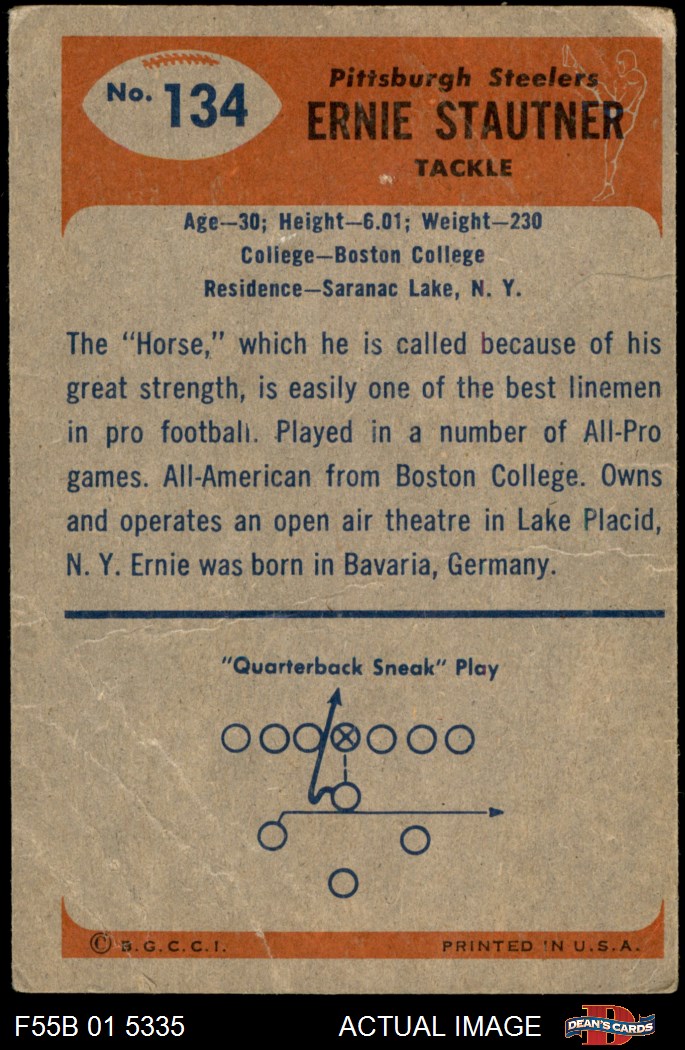 No. 134
Pittsburgh Steelers
ERNIE STAUTNER
TACKLE
Age—30; Height—6.01; Weight—230
College—Boston College
Residence—Saranac Lake, N. Y.
The "Horse," which he is called because of his
great strength, is easily one of the best linemen
in pro football. Played in a number of All-Pro
games. All-American from Boston College. Owns
and operates an open air theatre in Lake Placid,
N. Y. Ernie was born in Bavaria, Germany.
"Quarterback Sneak" Play
© B.G.C.C.I. PRINTED IN U.S.A.
F55B 01 5335 ACTUAL IMAGE DEAN'S CARDS